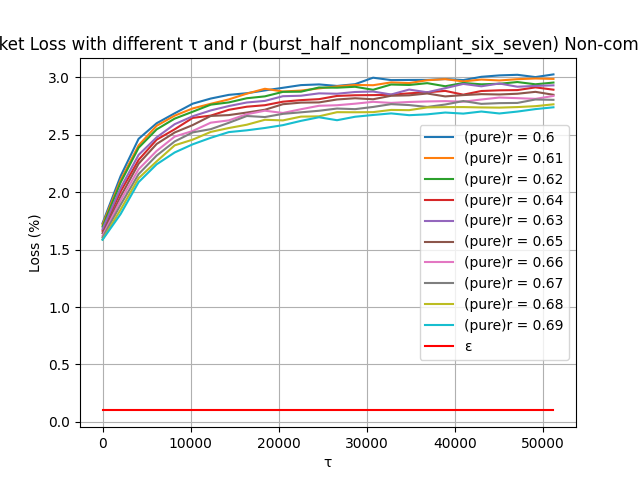 ket Loss with different τ and r (burst_half_noncompliant_six_seven) Non-com
Loss (%)
3.0
2.5
2.0
1.5
1.0
0.5
0.0
0
10000
20000
30000
40000
50000
τ
(pure)r = 0.6
(pure)r = 0.61
(pure)r = 0.62
(pure)r = 0.64
(pure)r = 0.63
(pure)r = 0.65
(pure)r = 0.66
(pure)r = 0.67
(pure)r = 0.68
(pure)r = 0.69
ε